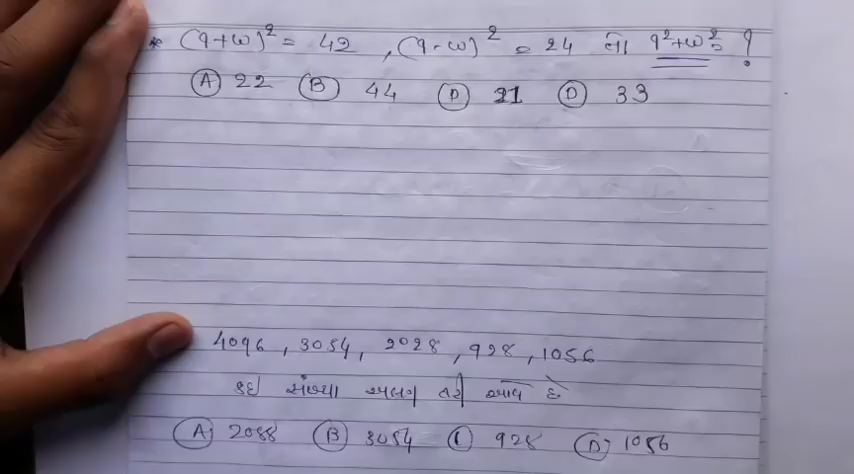 * (q+ω)² = 42 , (q-ω)² = 24 તો q²+ω² = ?
(A) 22 (B) 44 (D) 31 (D) 33
4096 , 3054 , 2028 , 928 , 1056
કઇ સંખ્યા અલગ તરી આવે છે
(A) 2088 (B) 3054 (C) 928 (D) 1056